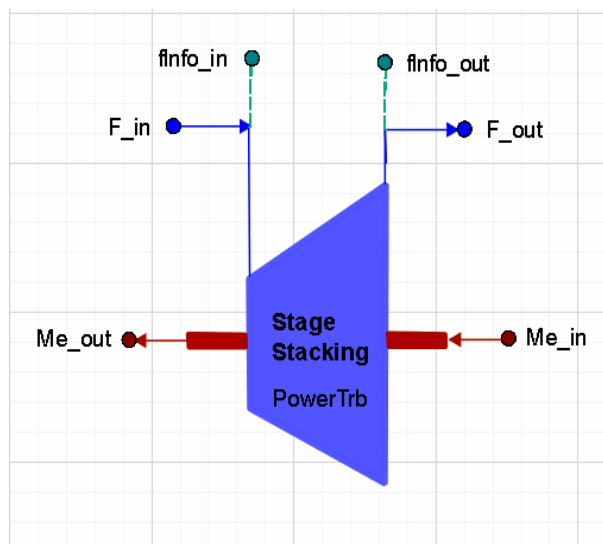 fInfo_in
fInfo_out
F_in
F_out
Me_out
Stage
Stacking
Me_in
PowerTrb